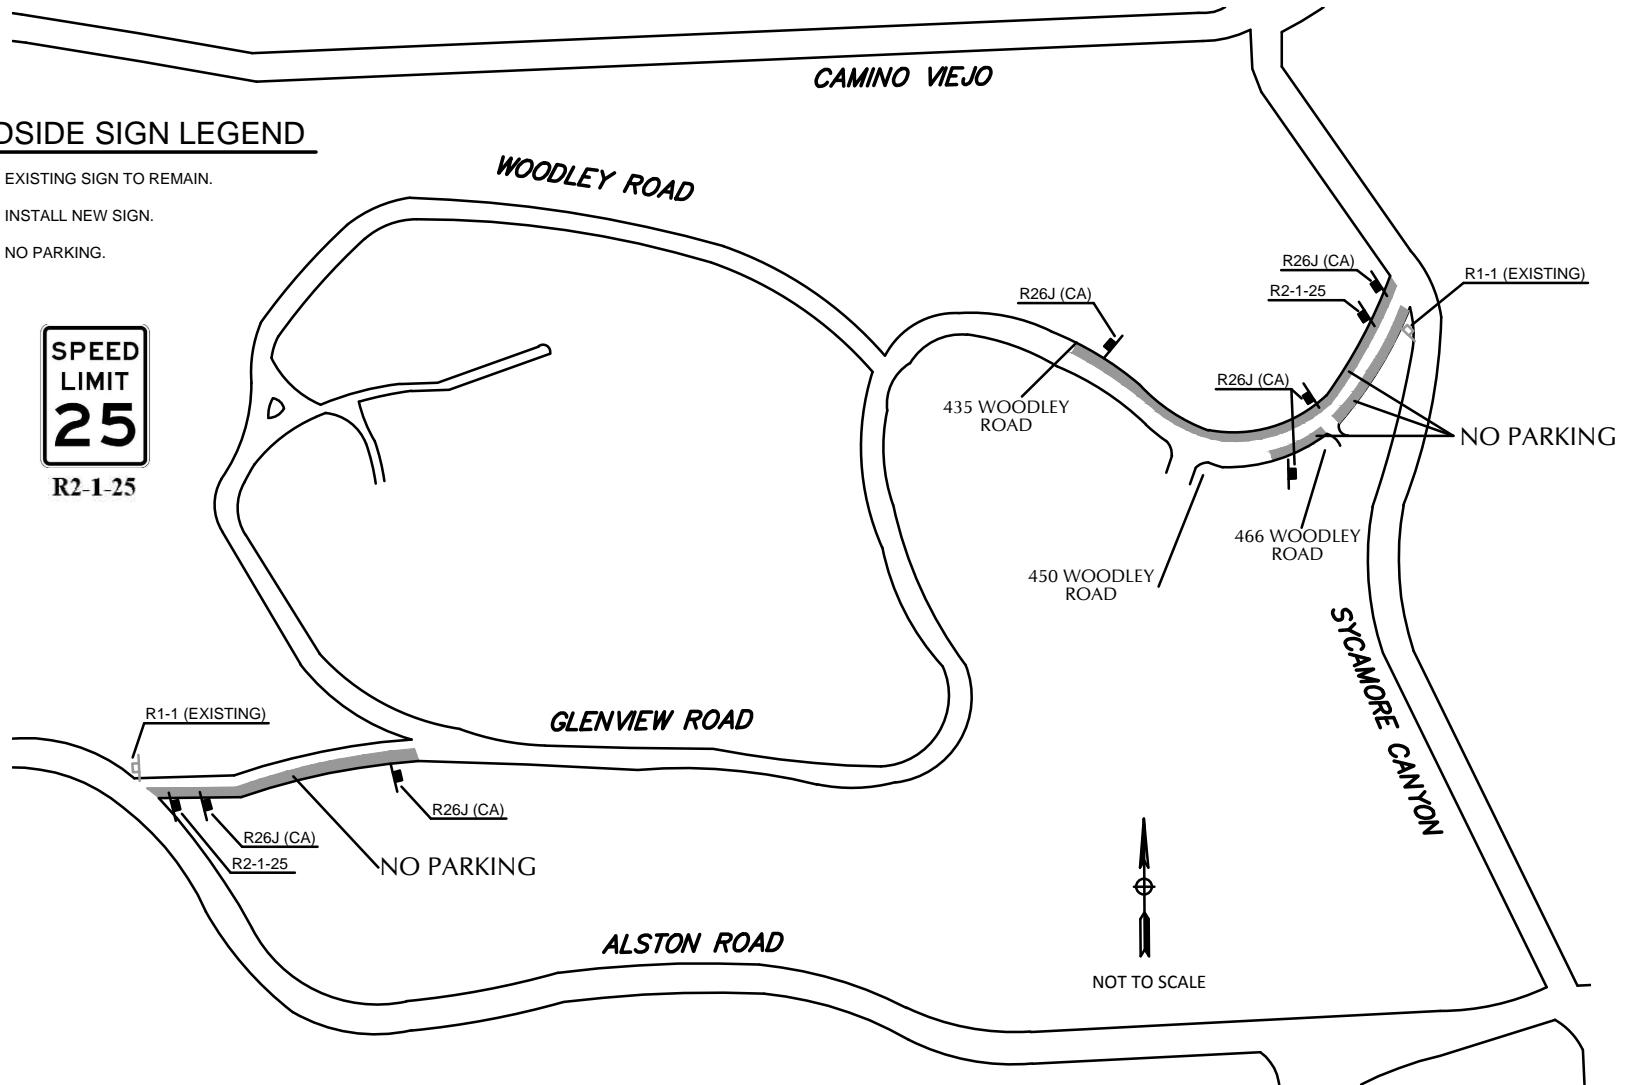 CAMINO VIEJO
DSIDE SIGN LEGEND
EXISTING SIGN TO REMAIN.
INSTALL NEW SIGN.
NO PARKING.
WOODLEY ROAD
SPEED
LIMIT
25
R2-1-25
R26J (CA)
R26J (CA)
R2-1-25
R1-1 (EXISTING)
R26J (CA)
435 WOODLEY
ROAD
NO PARKING
466 WOODLEY
ROAD
450 WOODLEY
ROAD
SYCAMORE CANYON
R1-1 (EXISTING)
GLENVIEW ROAD
R26J (CA)
R26J (CA)
R2-1-25
NO PARKING
ALSTON ROAD
NOT TO SCALE